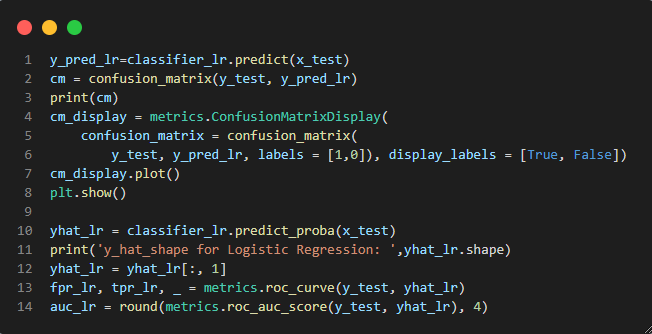 1 y_pred_lr=classifier_lr.predict(x_test)
2 cm = confusion_matrix(y_test, y_pred_lr)
3 print(cm)
4 cm_display = metrics.ConfusionMatrixDisplay(
5     confusion_matrix = confusion_matrix(
6         y_test, y_pred_lr, labels = [1,0]), display_labels = [True, False])
7 cm_display.plot()
8 plt.show()
9
10 yhat_lr = classifier_lr.predict_proba(x_test)
11 print('y_hat_shape for Logistic Regression: ',yhat_lr.shape)
12 yhat_lr = yhat_lr[:, 1]
13 fpr_lr, tpr_lr, _ = metrics.roc_curve(y_test, yhat_lr)
14 auc_lr = round(metrics.roc_auc_score(y_test, yhat_lr), 4)